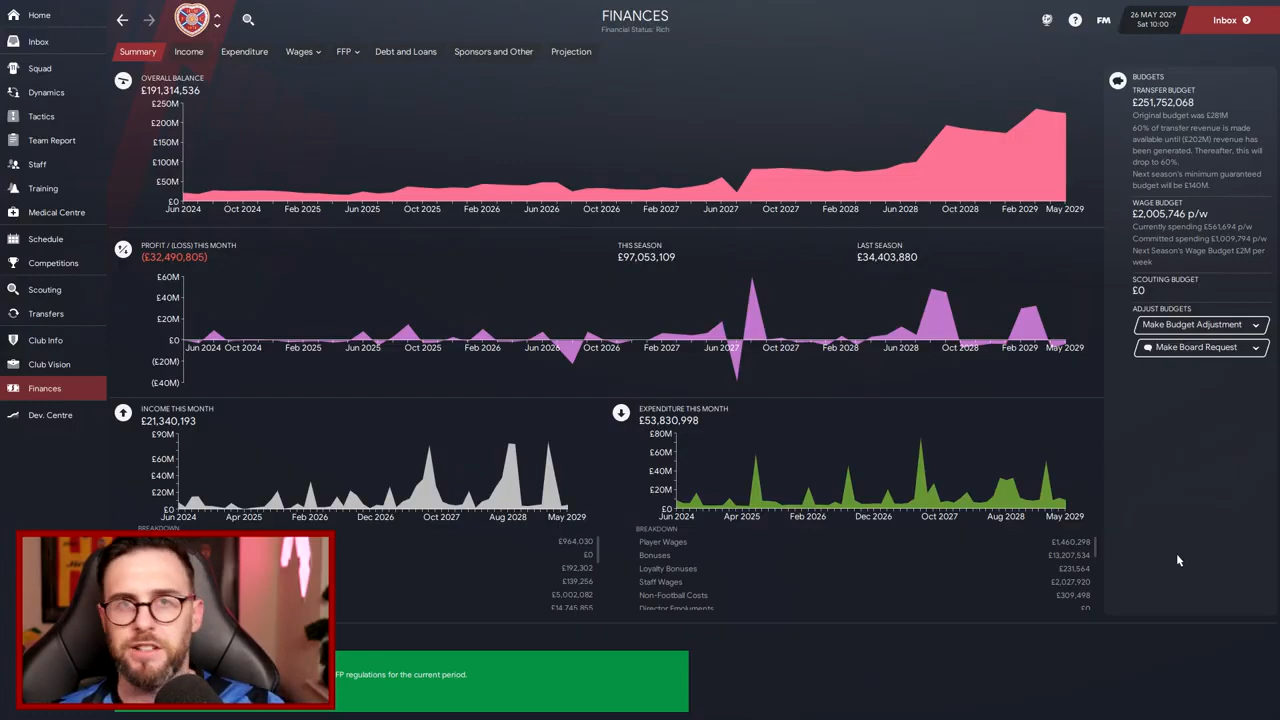 Home
Inbox
Squad
Dynamics
Tactics
Team Report
Staff
Training
Medical Centre
Schedule
Competitions
Scouting
Transfers
Club Info
Club Vision
Finances
Dev. Centre
FINANCES
Financial Status: Rich
FM
26 MAY 2029
Sat 10:00
Inbox
Summary
Income
Expenditure
Wages
FFP
Debt and Loans
Sponsors and Other
Projection
OVERALL BALANCE
£191,314,536
£250M
£200M
£150M
£100M
£50M
£0
Jun 2024 Oct 2024 Feb 2025 Jun 2025 Oct 2025 Feb 2026 Jun 2026 Oct 2026 Feb 2027 Jun 2027 Oct 2027 Feb 2028 Jun 2028 Oct 2028 Feb 2029 May 2029
PROFIT / (LOSS) THIS MONTH
(£32,490,805)
THIS SEASON
£97,053,109
LAST SEASON
£34,403,880
£60M
£40M
£20M
£0
(£20M)
(£40M)
Jun 2024 Oct 2024 Feb 2025 Jun 2025 Oct 2025 Feb 2026 Jun 2026 Oct 2026 Feb 2027 Jun 2027 Oct 2027 Feb 2028 Jun 2028 Oct 2028 Feb 2029 May 2029
INCOME THIS MONTH
£21,340,193
£90M
£60M
£40M
£20M
£0
Jun 2024 Apr 2025 Feb 2026 Dec 2026 Oct 2027 Aug 2028 May 2029
BREAKDOWN
£964,030
£0
£192,302
£139,256
£5,002,082
£14,745,855
EXPENDITURE THIS MONTH
£53,830,998
£80M
£60M
£40M
£20M
£0
Jun 2024 Apr 2025 Feb 2026 Dec 2026 Oct 2027 Aug 2028 May 2029
BREAKDOWN
Player Wages £1,460,298
Bonuses £13,207,534
Loyalty Bonuses £231,564
Staff Wages £2,027,920
Non-Football Costs £309,498
Director Emoluments £0
FP regulations for the current period.
BUDGETS
TRANSFER BUDGET
£251,752,068
Original budget was £281M
60% of transfer revenue is made
available until (£202M) revenue has
been generated. Thereafter, this will
drop to 60%.
Next season's minimum guaranteed
budget will be £140M.
WAGE BUDGET
£2,005,746 p/w
Currently spending £561,694 p/w
Committed spending £1,009,794 p/w
Next Season's Wage Budget £2M per
week
SCOUTING BUDGET
£0
ADJUST BUDGETS
Make Budget Adjustment
Make Board Request